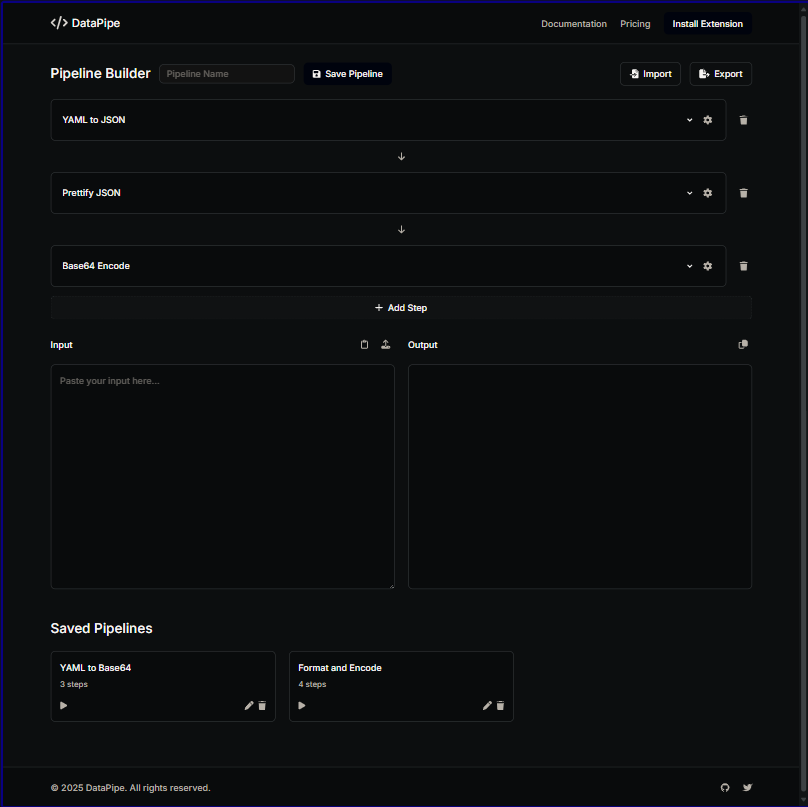 </> DataPipe
Documentation
Pricing
Install Extension
Pipeline Builder
Pipeline Name
Save Pipeline
Import
Export
YAML to JSON
Prettify JSON
Base64 Encode
+ Add Step
Input
Output
Paste your input here...
Saved Pipelines
YAML to Base64
3 steps
Format and Encode
4 steps
© 2025 DataPipe. All rights reserved.